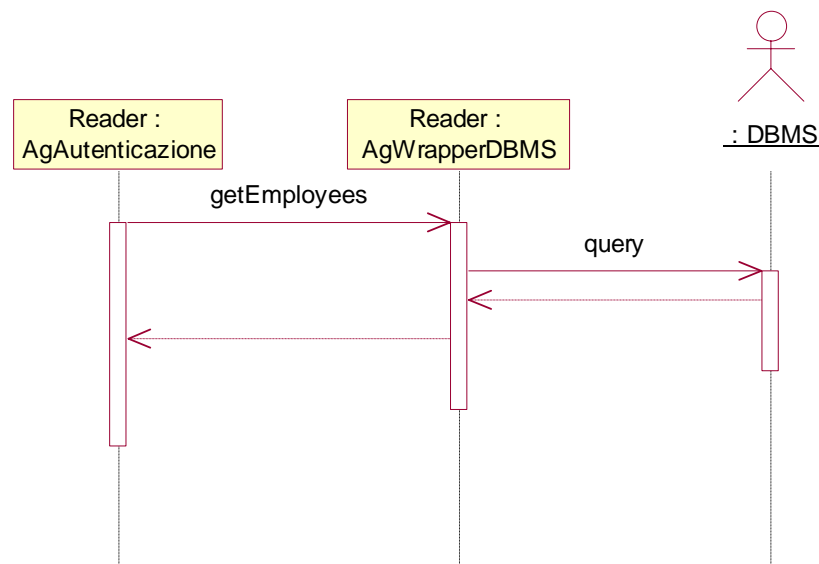 Reader :
AgAutenticazione
Reader :
AgWrapperDBMS
: DBMS
getEmployees
query